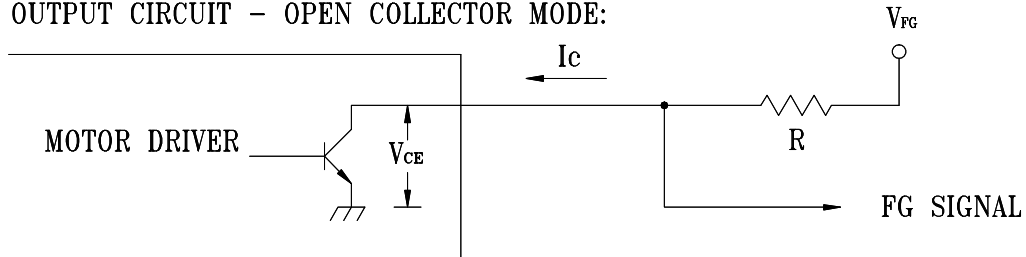 OUTPUT CIRCUIT – OPEN COLLECTOR MODE:
VFG
Ic
MOTOR DRIVER
VCE
R
FG SIGNAL